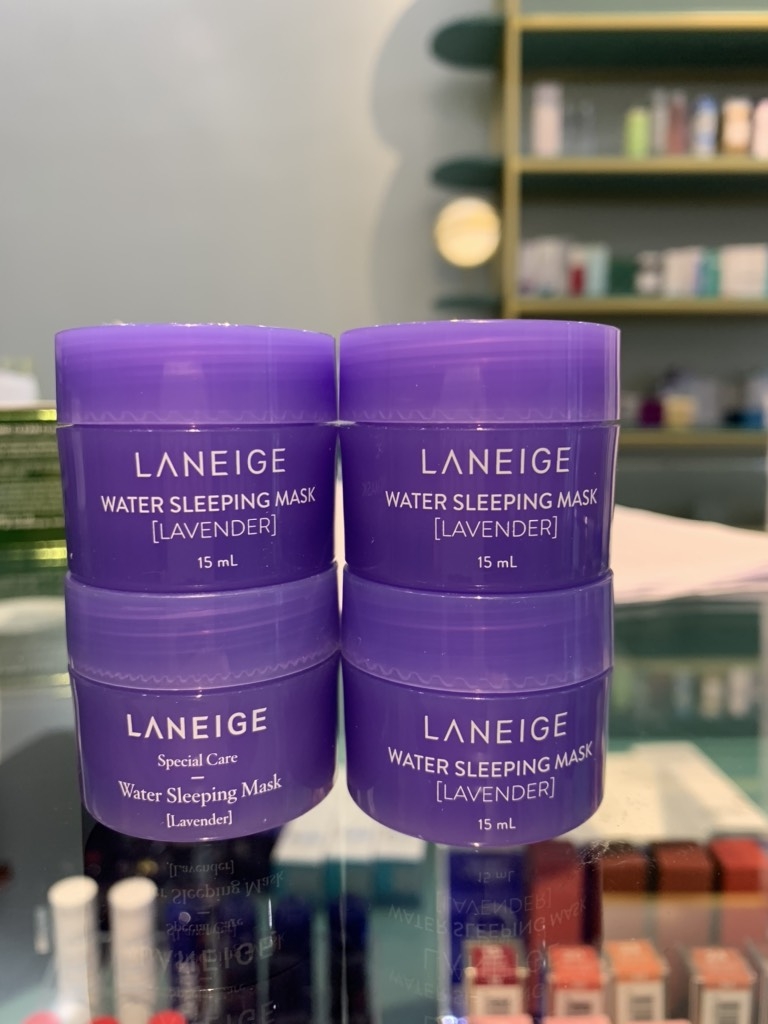 LANEIGE
WATER SLEEPING MASK
[LAVENDER]
15 mL
LANEIGE
WATER SLEEPING MASK
[LAVENDER]
15 mL
LANEIGE
Special Care
Water Sleeping Mask
[Lavender]
LANEIGE
WATER SLEEPING MASK
[LAVENDER]
15 mL